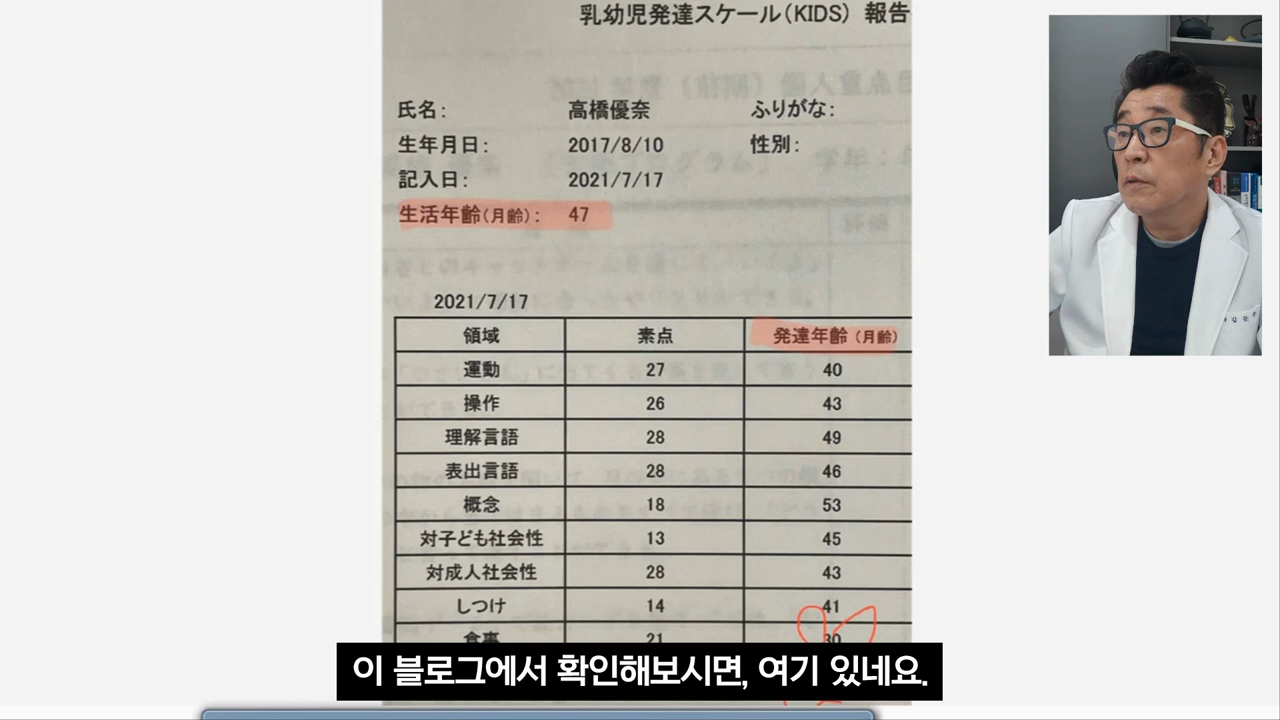 乳幼児発達スケール(KIDS) 報告
氏名: 高橋優奈 ふりがな:
生年月日: 2017/8/10 性別:
記入日: 2021/7/17
生活年齢(月齢): 47
2021/7/17
領域 素点 発達年齢(月齢)
運動 27 40
操作 26 43
理解言語 28 49
表出言語 28 46
概念 18 53
対子ども社会性 13 45
対成人社会性 28 43
しつけ 14 41
食事 21 30
이 블로그에서 확인해보시면, 여기 있네요.